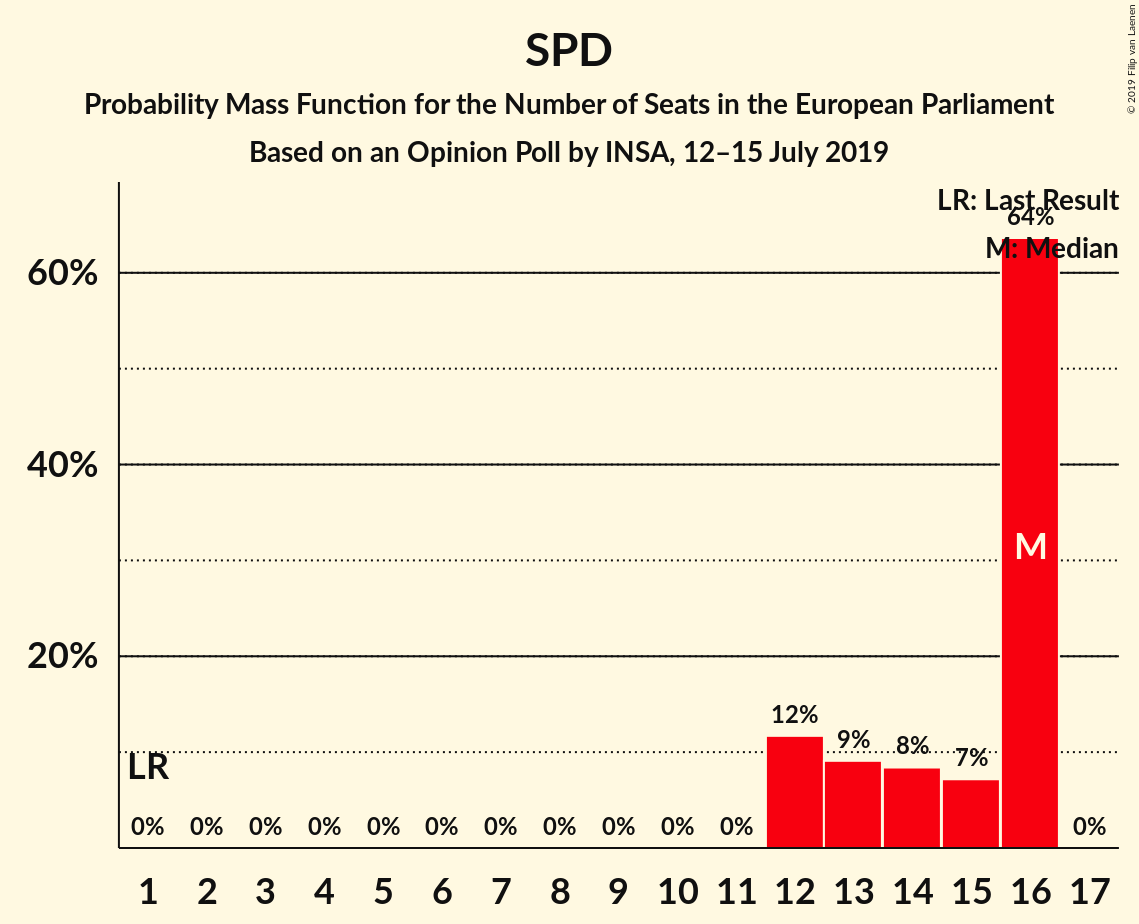 © 2019 Filip van Laenen
SPD
Probability Mass Function for the Number of Seats in the European Parliament
Based on an Opinion Poll by INSA, 12–15 July 2019
LR: Last Result
64%
M: Median
60%
40%
M
20%
12%
9%
8%
7%
LR
0% 0% 0% 0% 0% 0% 0% 0% 0% 0% 0% 0%
1 2 3 4 5 6 7 8 9 10 11 12 13 14 15 16 17